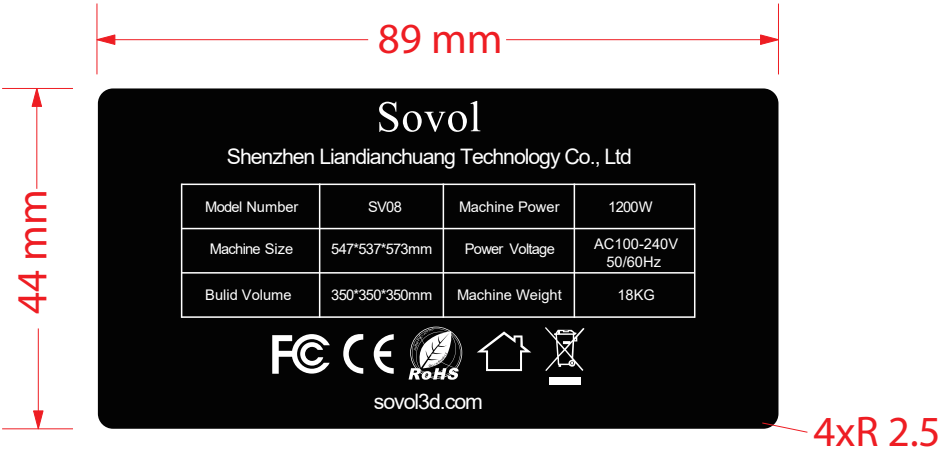 89 mm
44 mm
Sovol
Shenzhen Liandianchuang Technology Co., Ltd
Model Number SV08 Machine Power 1200W
Machine Size 547*537*573mm Power Voltage AC100-240V
50/60Hz
Bulid Volume 350*350*350mm Machine Weight 18KG
FC CE RoHS
sovol3d.com
4xR 2.5